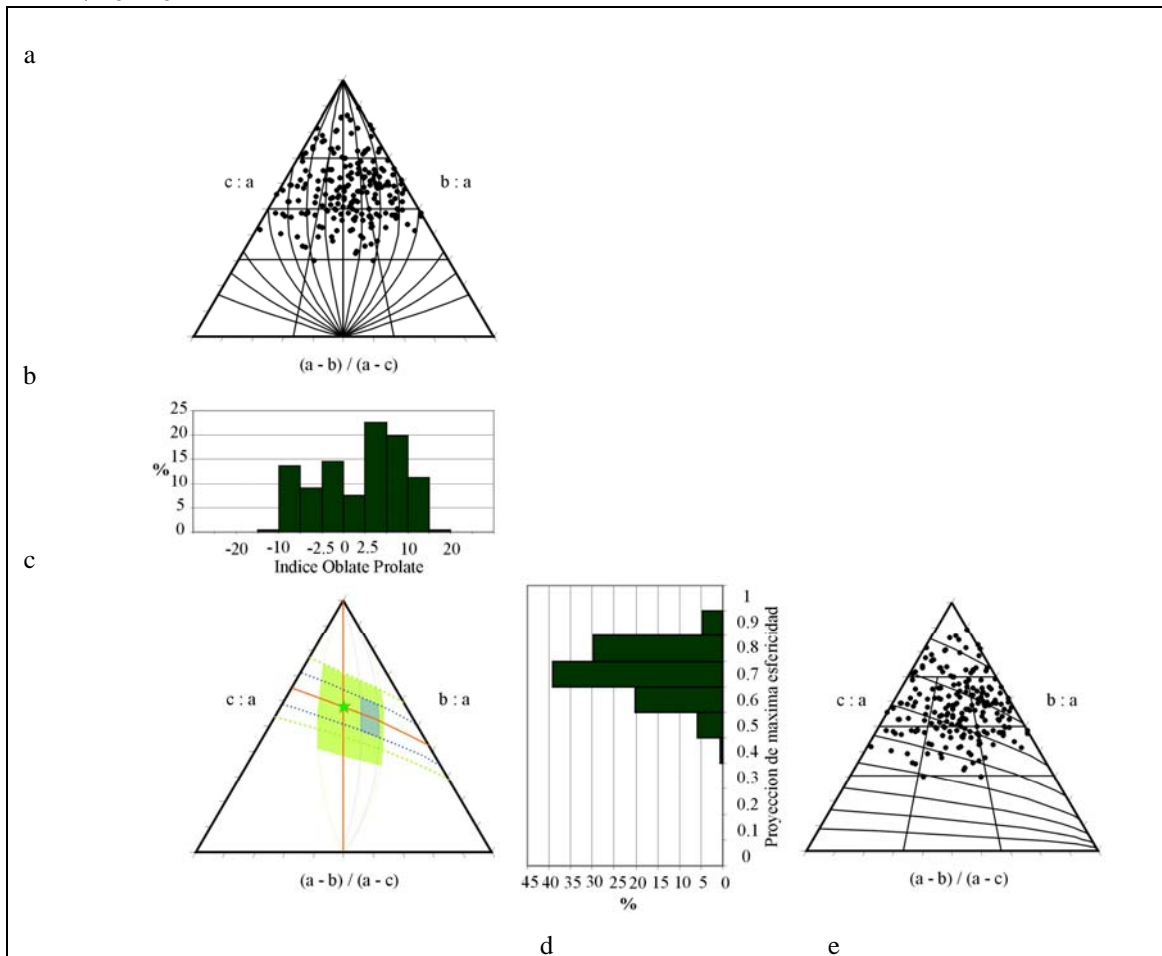 a
c : a
b : a
(a - b) / (a - c)
b
25
20
15
10
5
0
%
-20 -10 -2.5 0 2.5 10 20
Indice Oblate Prolate
c
c : a
b : a
(a - b) / (a - c)
1
0.9
0.8
0.7
0.6
0.5
0.4
0.3
0.2
0.1
0
Proyeccion de maxima esfericidad
45 40 35 30 25 20 15 10 5 0
%
c : a
b : a
(a - b) / (a - c)
d
e